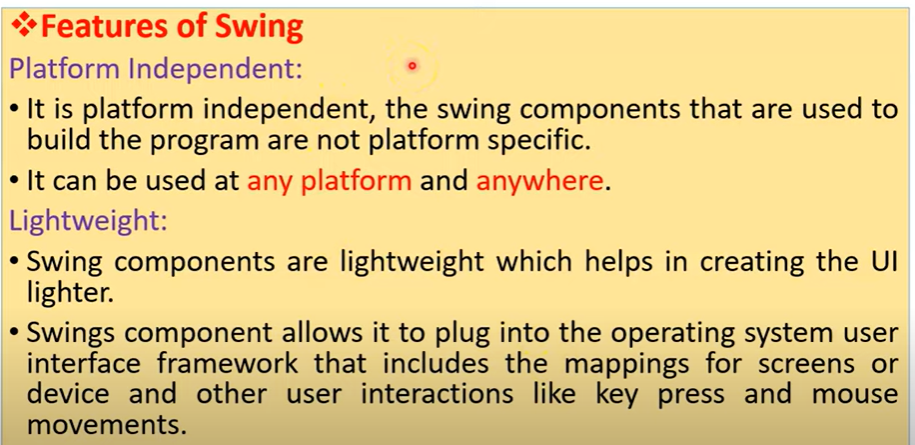 ❖Features of Swing
Platform Independent:
• It is platform independent, the swing components that are used to
build the program are not platform specific.
• It can be used at any platform and anywhere.
Lightweight:
• Swing components are lightweight which helps in creating the UI
lighter.
• Swings component allows it to plug into the operating system user
interface framework that includes the mappings for screens or
device and other user interactions like key press and mouse
movements.